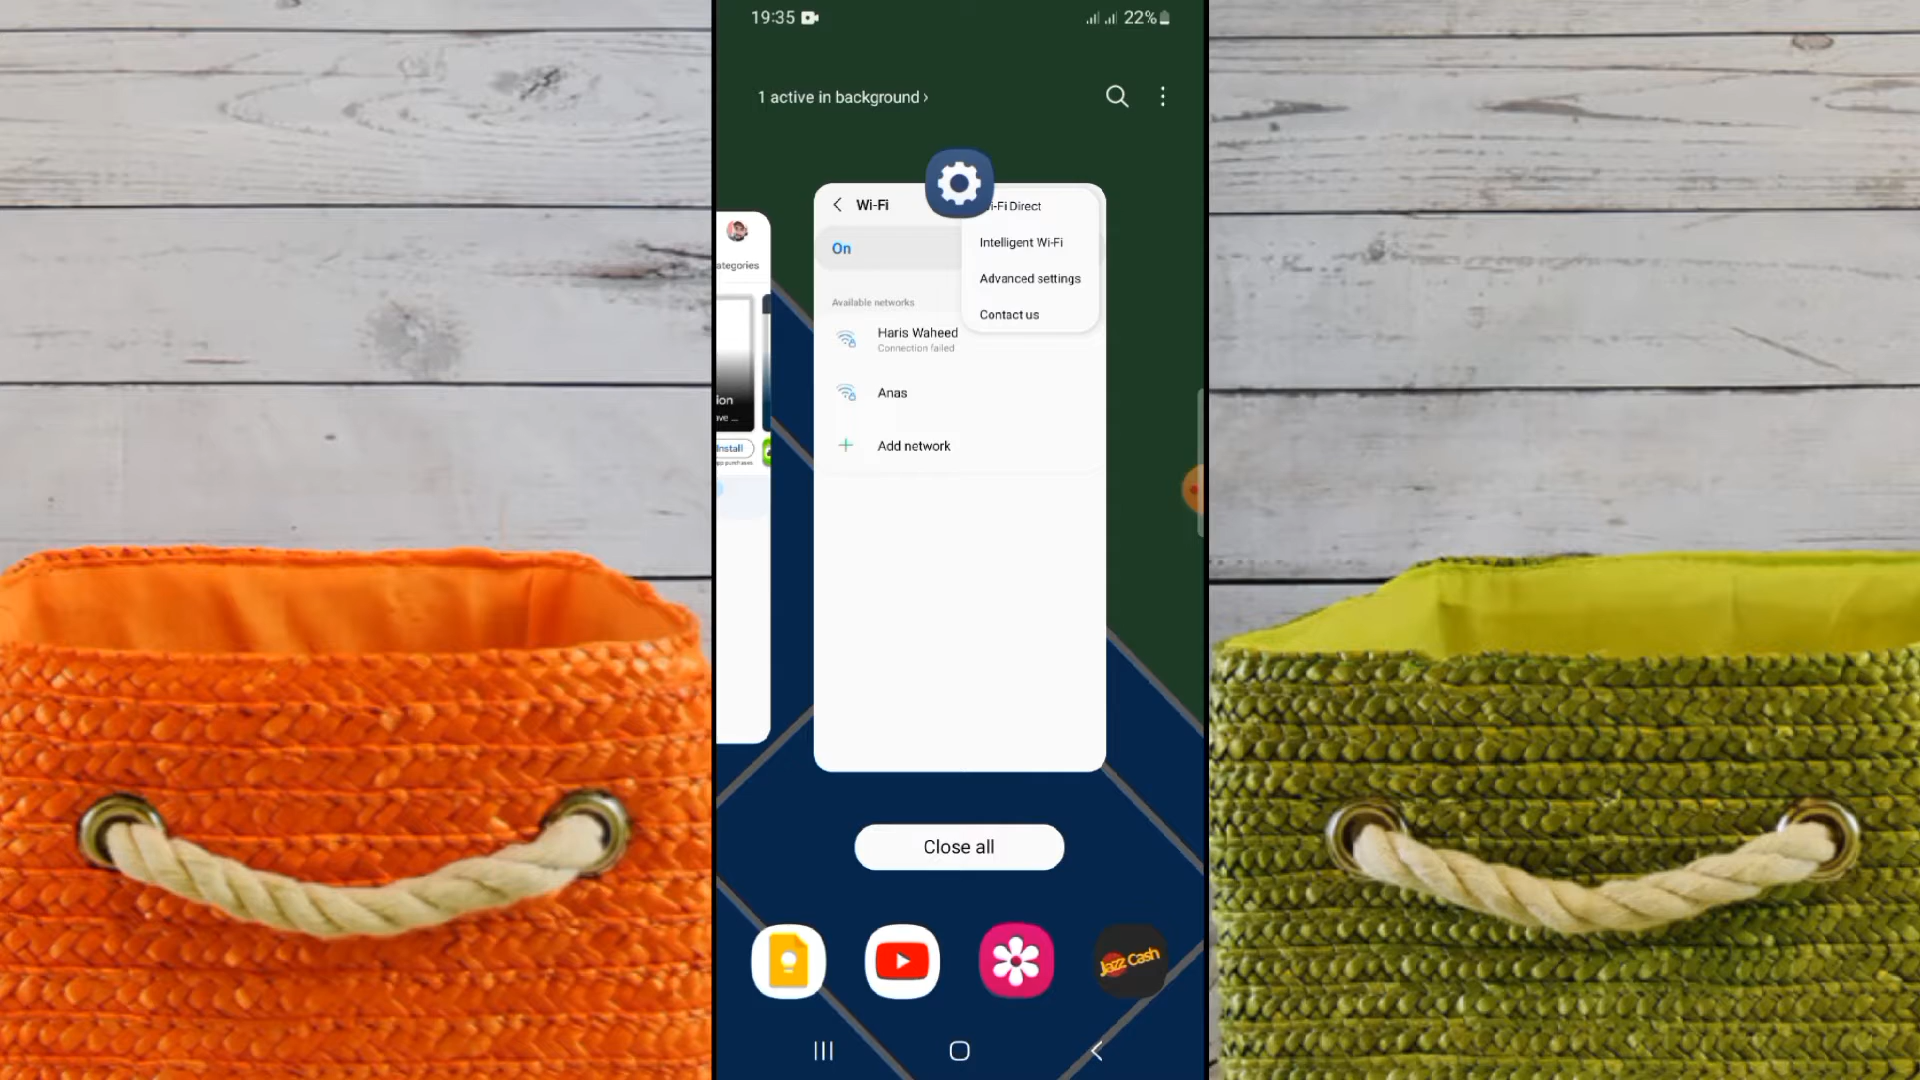 19:35
22%
1 active in background ›
Wi-Fi
i-Fi Direct
On
Intelligent Wi-Fi
ategories
Advanced settings
Available networks
Contact us
Haris Waheed
Connection failed
Anas
ion
Install
Add network
Close all
Jazz Cash